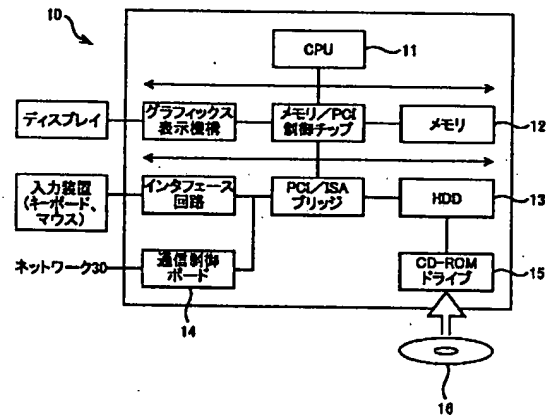 10
CPU
11
ディスプレイ
グラフィックス
表示機構
メモリ/PCI
制御チップ
メモリ
12
入力装置
(キーボード、
マウス)
インタフェース
回路
PCI/ISA
ブリッジ
HDD
13
ネットワーク30
通信制御
ボード
14
CD-ROM
ドライブ
15
16